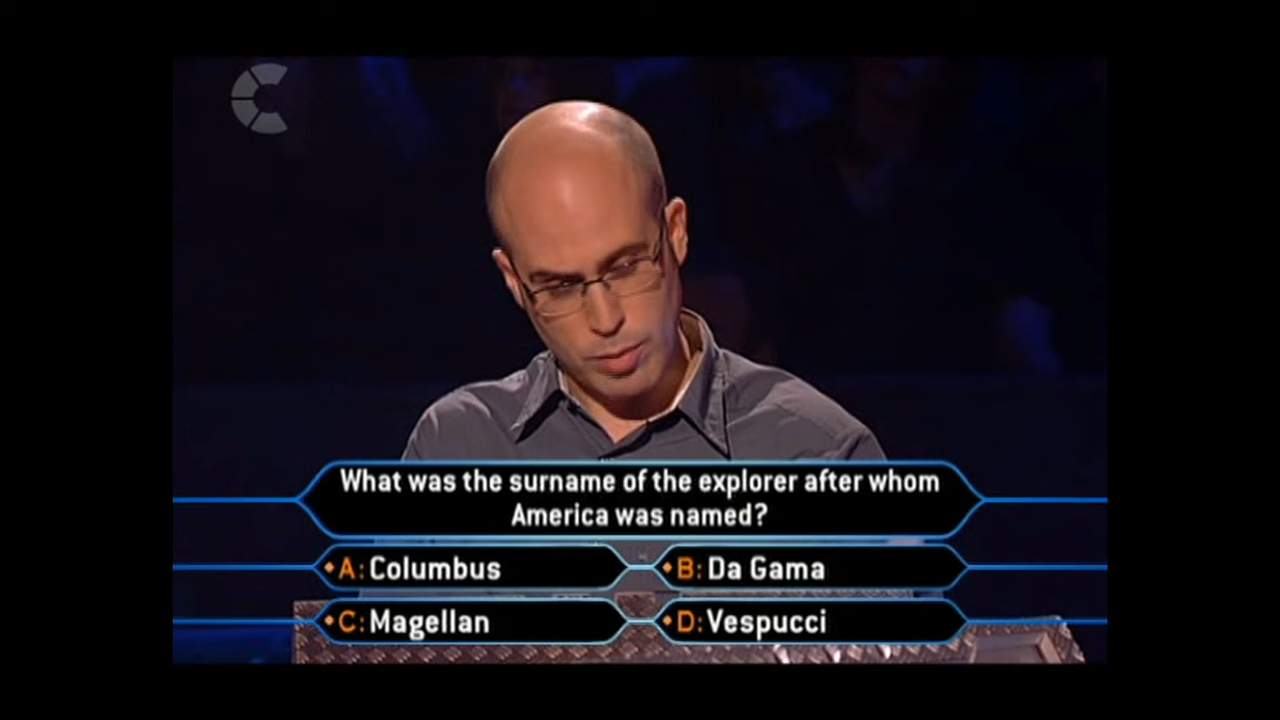 What was the surname of the explorer after whom
America was named?
A: Columbus
B: Da Gama
C: Magellan
D: Vespucci